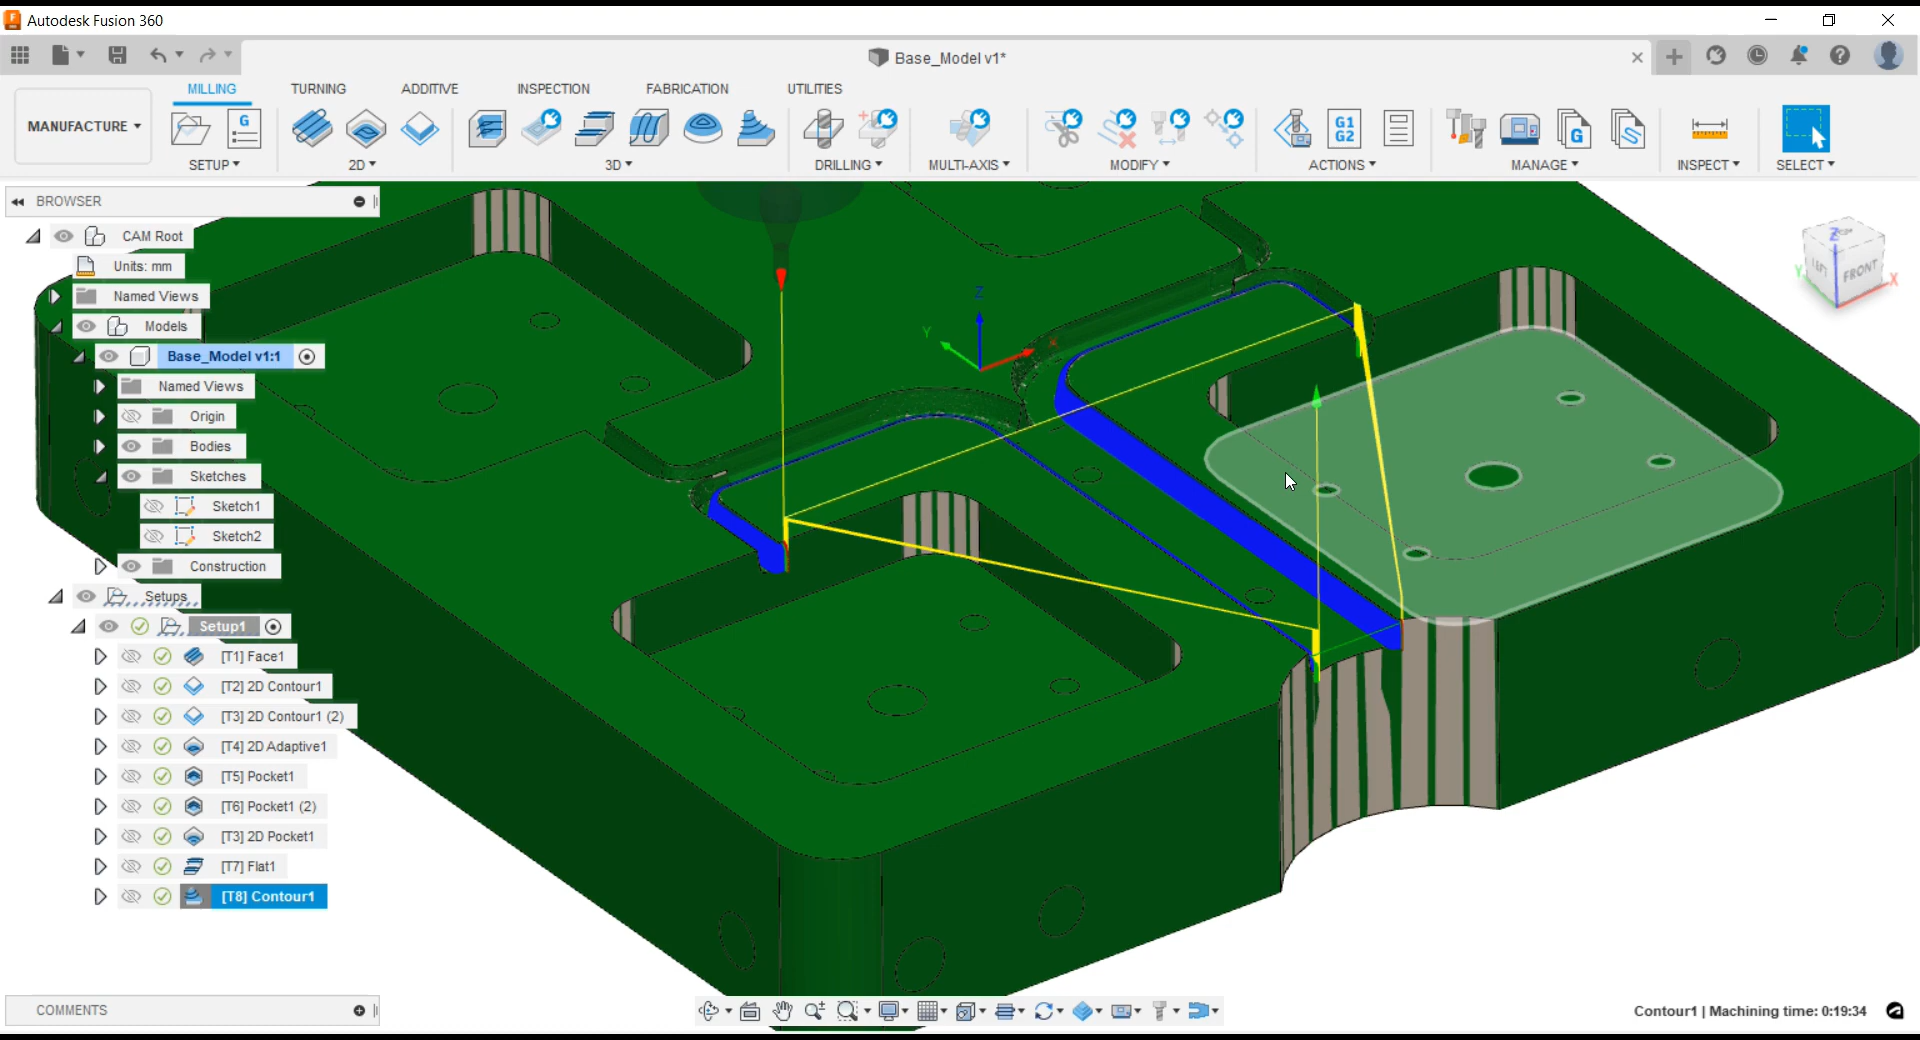 Autodesk Fusion 360
Base_Model v1*
MILLING TURNING ADDITIVE INSPECTION FABRICATION UTILITIES
MANUFACTURE
G
G1
G2
G
SETUP 2D 3D DRILLING MULTI-AXIS MODIFY ACTIONS MANAGE INSPECT SELECT
BROWSER
CAM Root
Units: mm
Named Views
Models
Base_Model v1:1
Named Views
Origin
Bodies
Sketches
Sketch1
Sketch2
Construction
Setups
Setup1
[T1] Face1
[T2] 2D Contour1
[T3] 2D Contour1 (2)
[T4] 2D Adaptive1
[T5] Pocket1
[T6] Pocket1 (2)
[T3] 2D Pocket1
[T7] Flat1
[T8] Contour1
Z
Y
X
Z
LEFT
FRONT
Y
X
COMMENTS
Contour1 | Machining time: 0:19:34